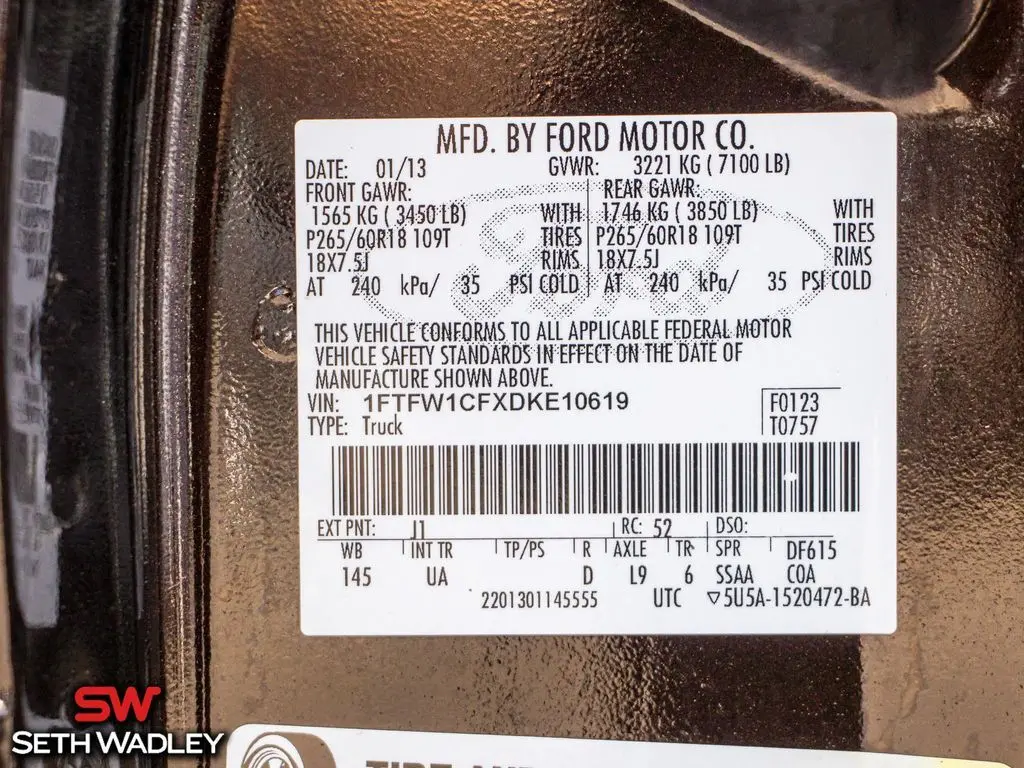 MFD. BY FORD MOTOR CO.
DATE: 01/13 GVWR: 3221 KG ( 7100 LB)
FRONT GAWR: REAR GAWR:
1565 KG ( 3450 LB) WITH 1746 KG ( 3850 LB) WITH
P265/60R18 109T TIRES P265/60R18 109T TIRES
18X7.5J RIMS 18X7.5J RIMS
AT 240 kPa/ 35 PSI COLD AT 240 kPa/ 35 PSI COLD
THIS VEHICLE CONFORMS TO ALL APPLICABLE FEDERAL MOTOR
VEHICLE SAFETY STANDARDS IN EFFECT ON THE DATE OF
MANUFACTURE SHOWN ABOVE.
VIN: 1FTFW1CFXDKE10619 F0123
TYPE: Truck T0757
EXT PNT: J1 RC: 52 DSO:
WB INT TR TP/PS R AXLE TR SPR DF615
145 UA D L9 6 SSAA COA
2201301145555 UTC ▽5U5A-1520472-BA
SW
SETH WADLEY